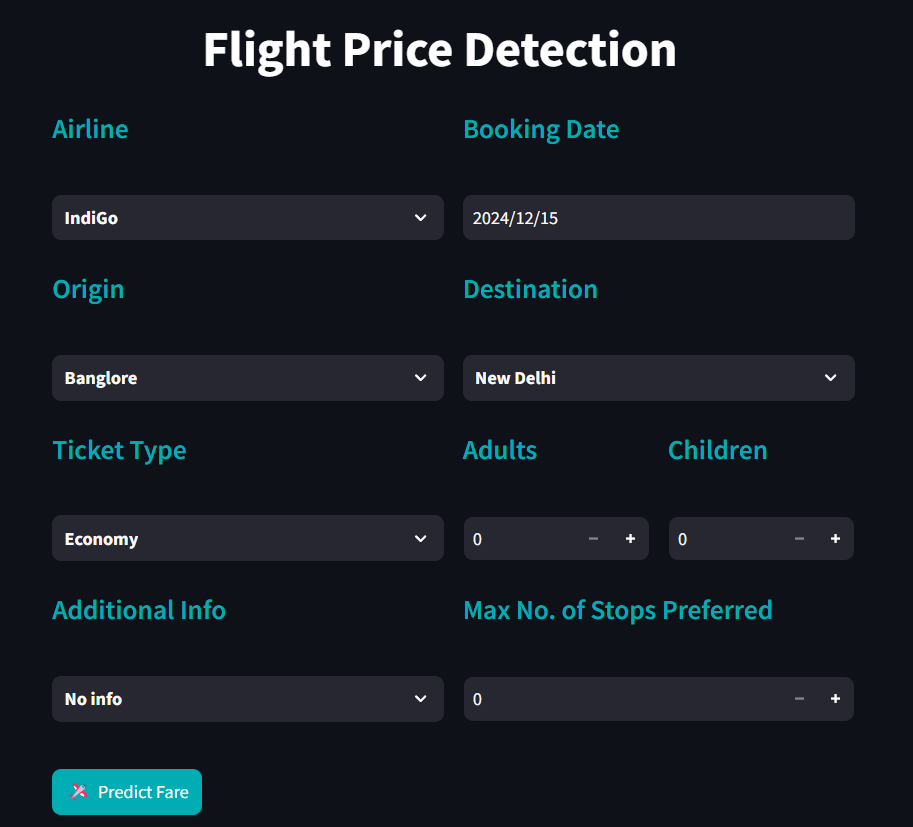 Flight Price Detection
Airline
Booking Date
IndiGo
2024/12/15
Origin
Destination
Banglore
New Delhi
Ticket Type
Adults
Children
Economy
0
0
Additional Info
Max No. of Stops Preferred
No info
0
Predict Fare